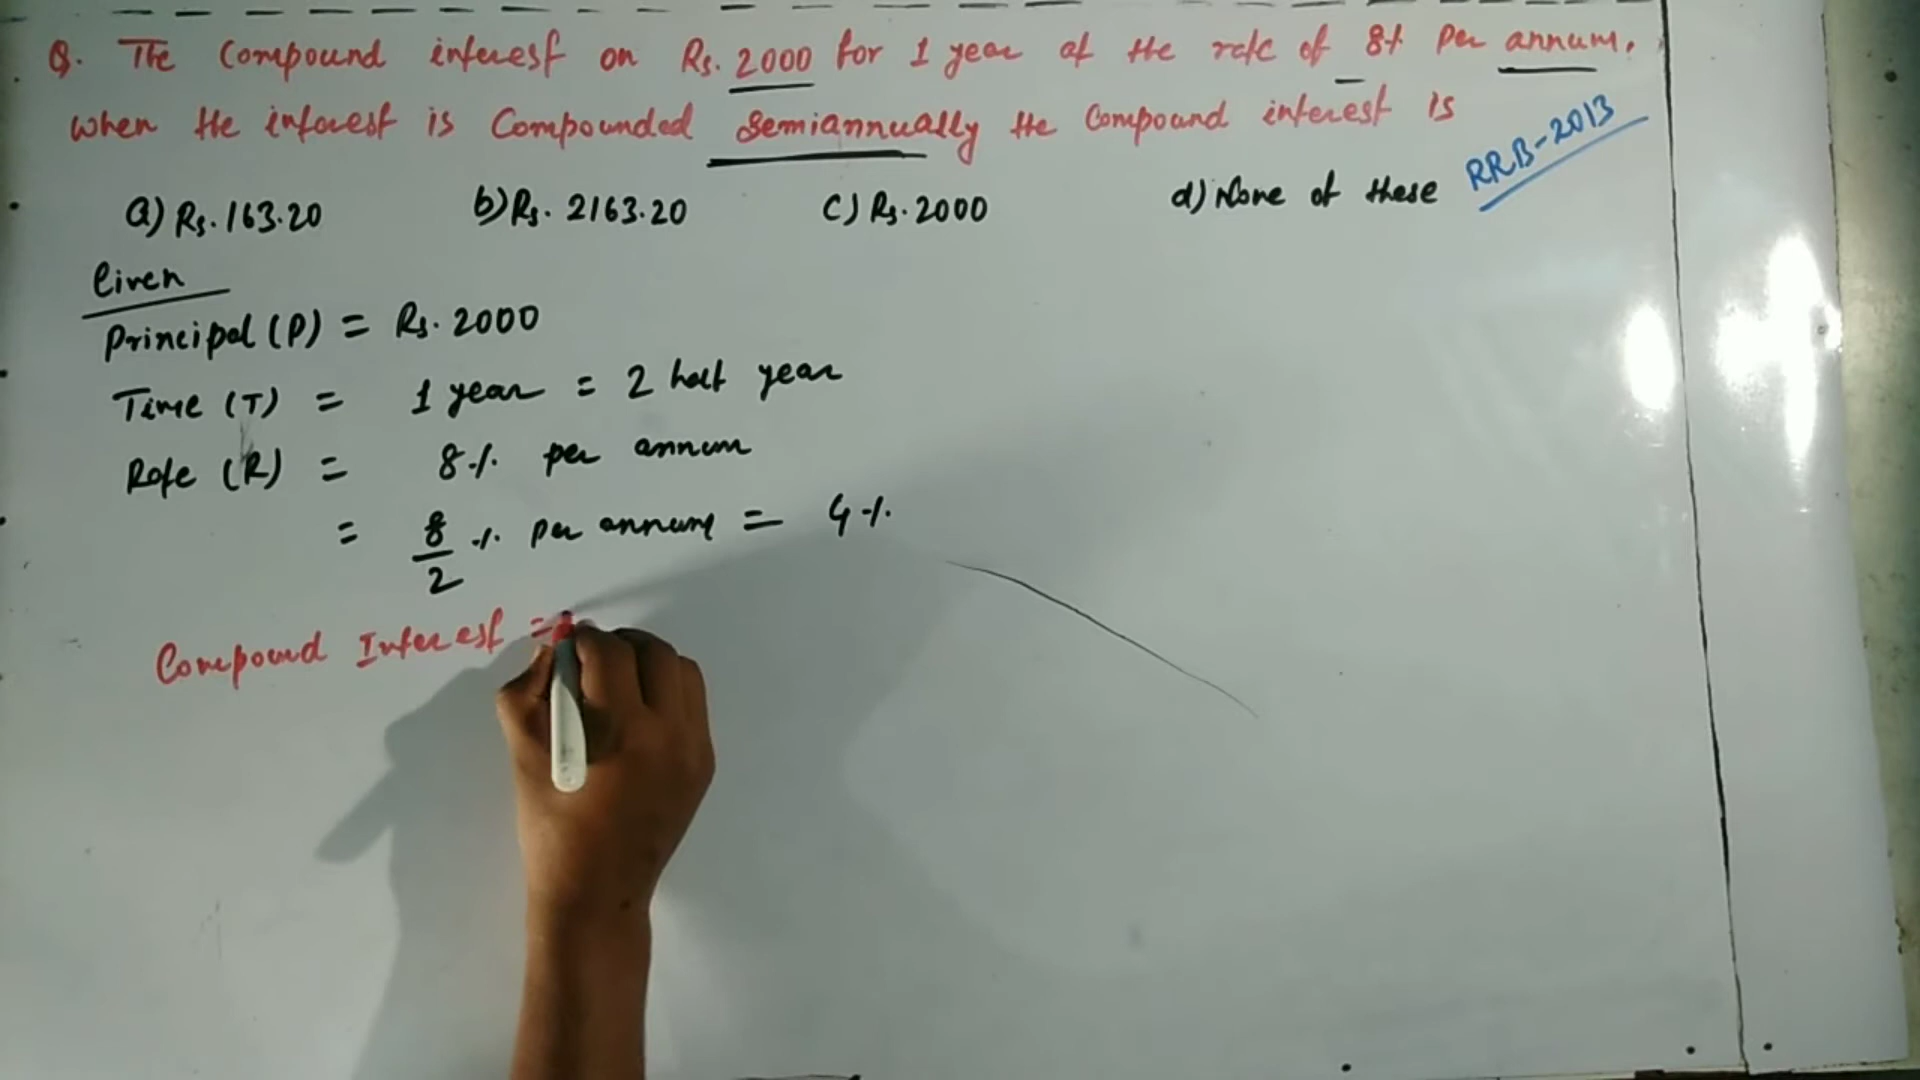 Q. The Compound interest on Rs. 2000 for 1 year at the rate of 8% Per annum.
When the interest is Compounded Semiannually the Compound interest is
RRB-2013
a) Rs. 163.20 b) Rs. 2163.20 c) Rs. 2000 d) None of these
Given
Principal (P) = Rs. 2000
Time (T) = 1 year = 2 half year
Rate (R) = 8% per annum
= 8/2 % per annum = 4%
Compound Interest =